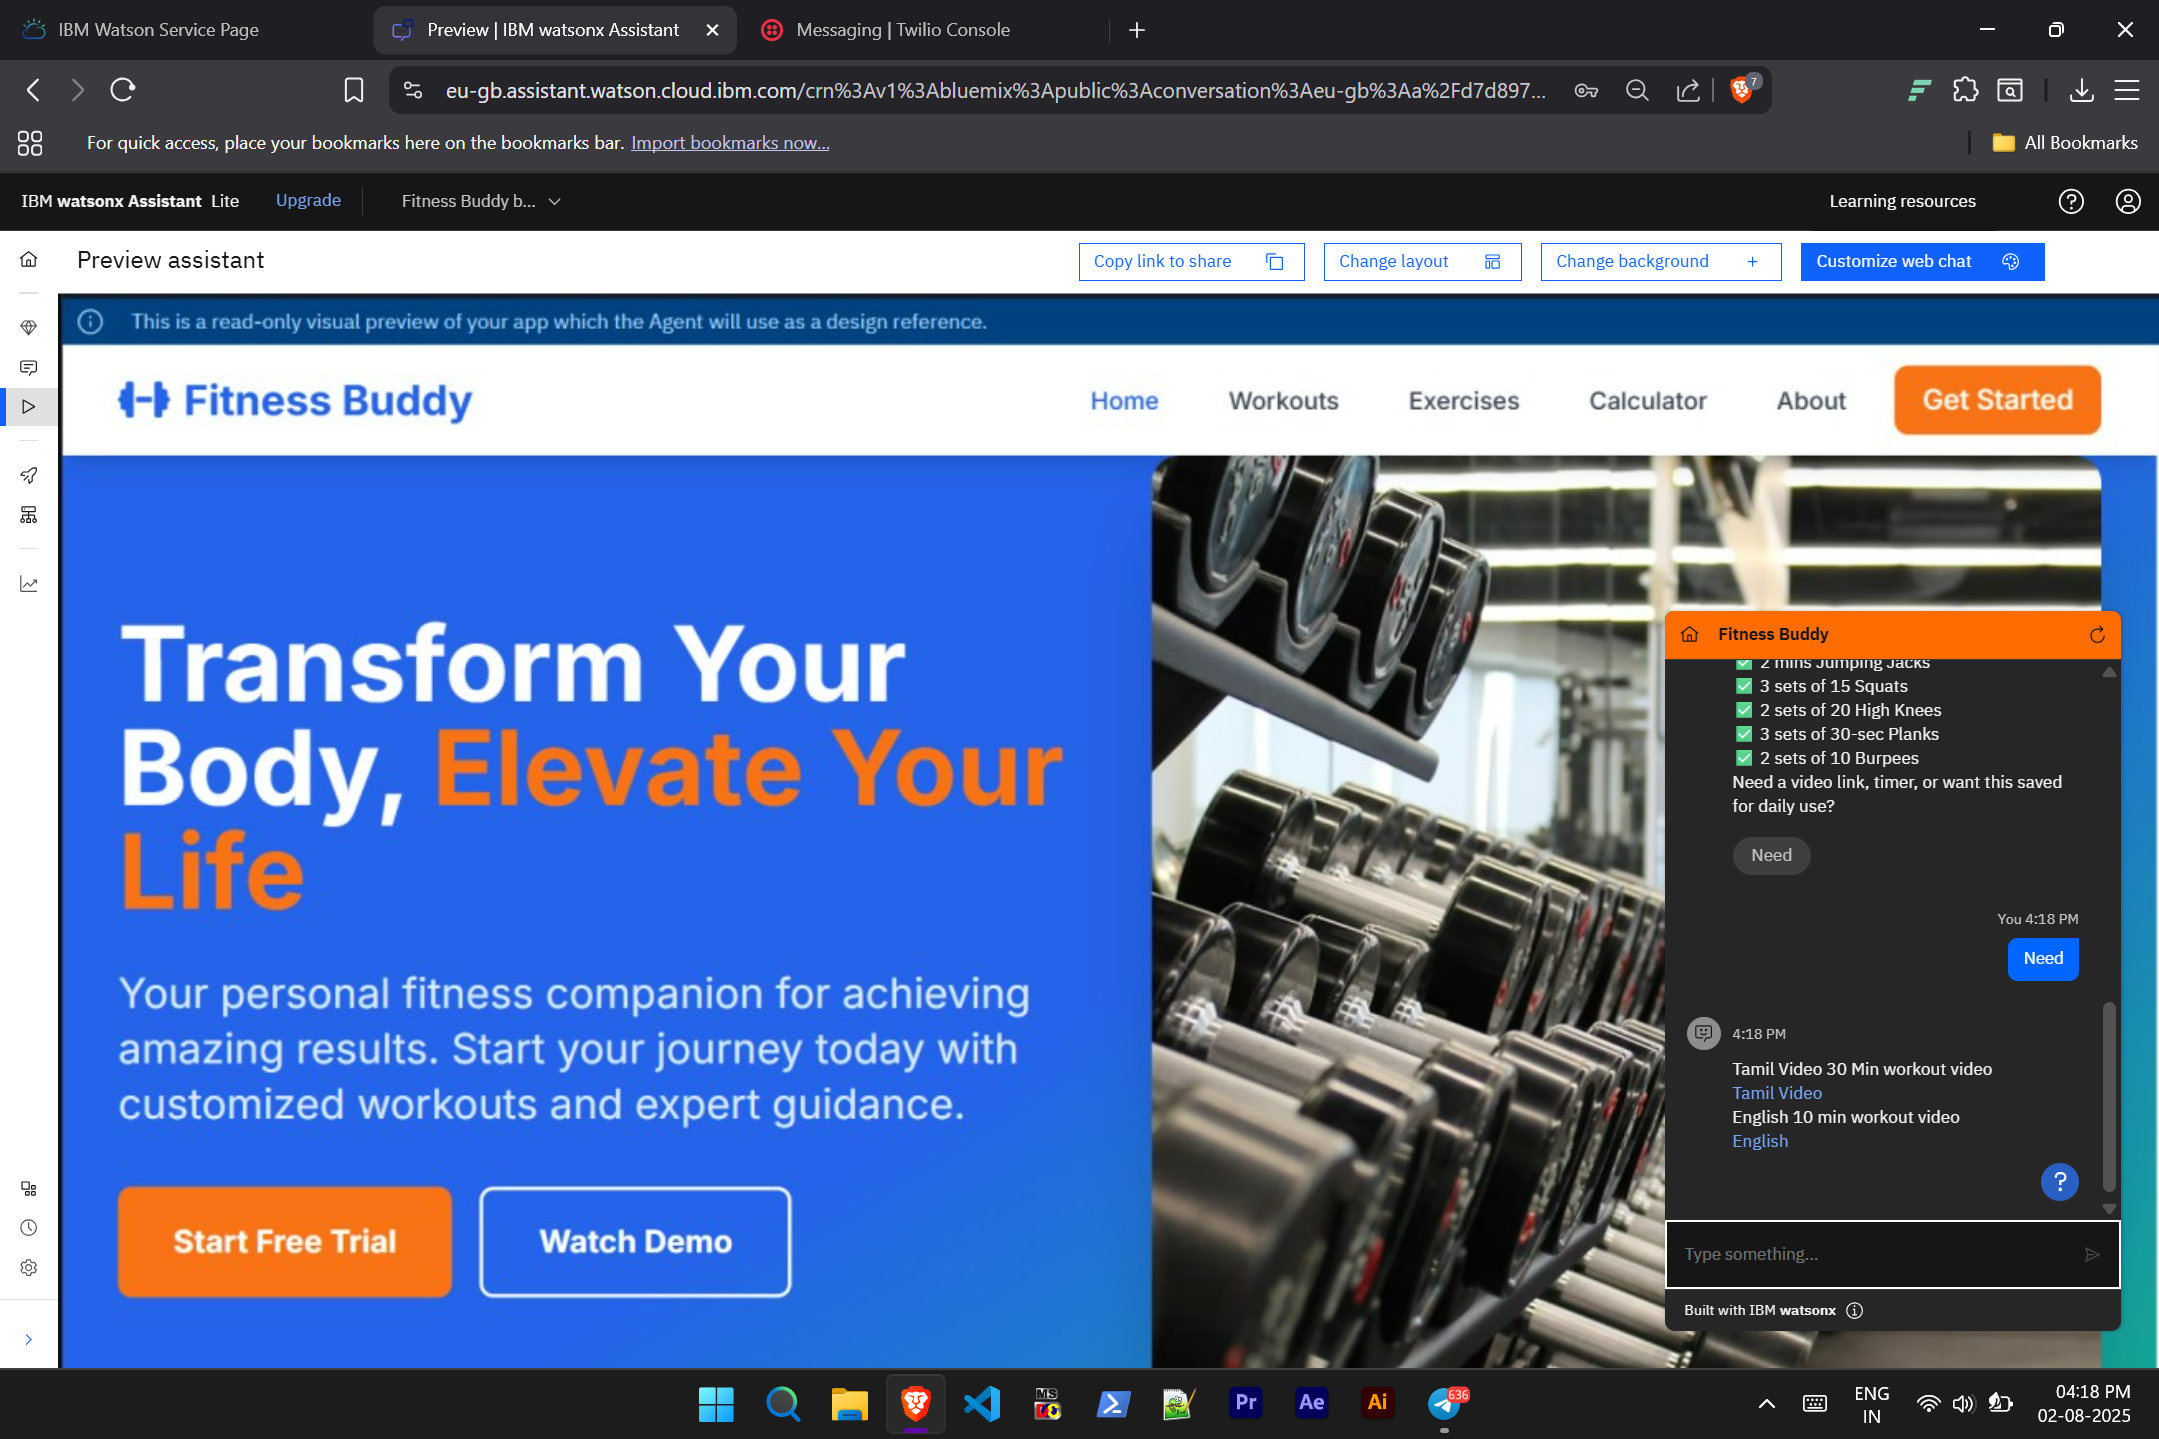 IBM Watson Service Page
Preview | IBM watsonx Assistant
Messaging | Twilio Console
eu-gb.assistant.watson.cloud.ibm.com/crn%3Av1%3Abluemix%3Apublic%3Aconversation%3Aeu-gb%3Aa%2Fd7d897...
7
For quick access, place your bookmarks here on the bookmarks bar. Import bookmarks now...
All Bookmarks
IBM watsonx Assistant Lite
Upgrade
Fitness Buddy b...
Learning resources
Preview assistant
Copy link to share
Change layout
Change background +
Customize web chat
This is a read-only visual preview of your app which the Agent will use as a design reference.
Fitness Buddy
Home
Workouts
Exercises
Calculator
About
Get Started
Transform Your
Body, Elevate Your
Life
Your personal fitness companion for achieving
amazing results. Start your journey today with
customized workouts and expert guidance.
Start Free Trial
Watch Demo
Fitness Buddy
2 mins Jumping Jacks
3 sets of 15 Squats
2 sets of 20 High Knees
3 sets of 30-sec Planks
2 sets of 10 Burpees
Need a video link, timer, or want this saved
for daily use?
Need
You 4:18 PM
Need
4:18 PM
Tamil Video 30 Min workout video
Tamil Video
English 10 min workout video
English
?
Type something...
Built with IBM watsonx
MS
Pr
Ae
Ai
636
ENG
IN
04:18 PM
02-08-2025